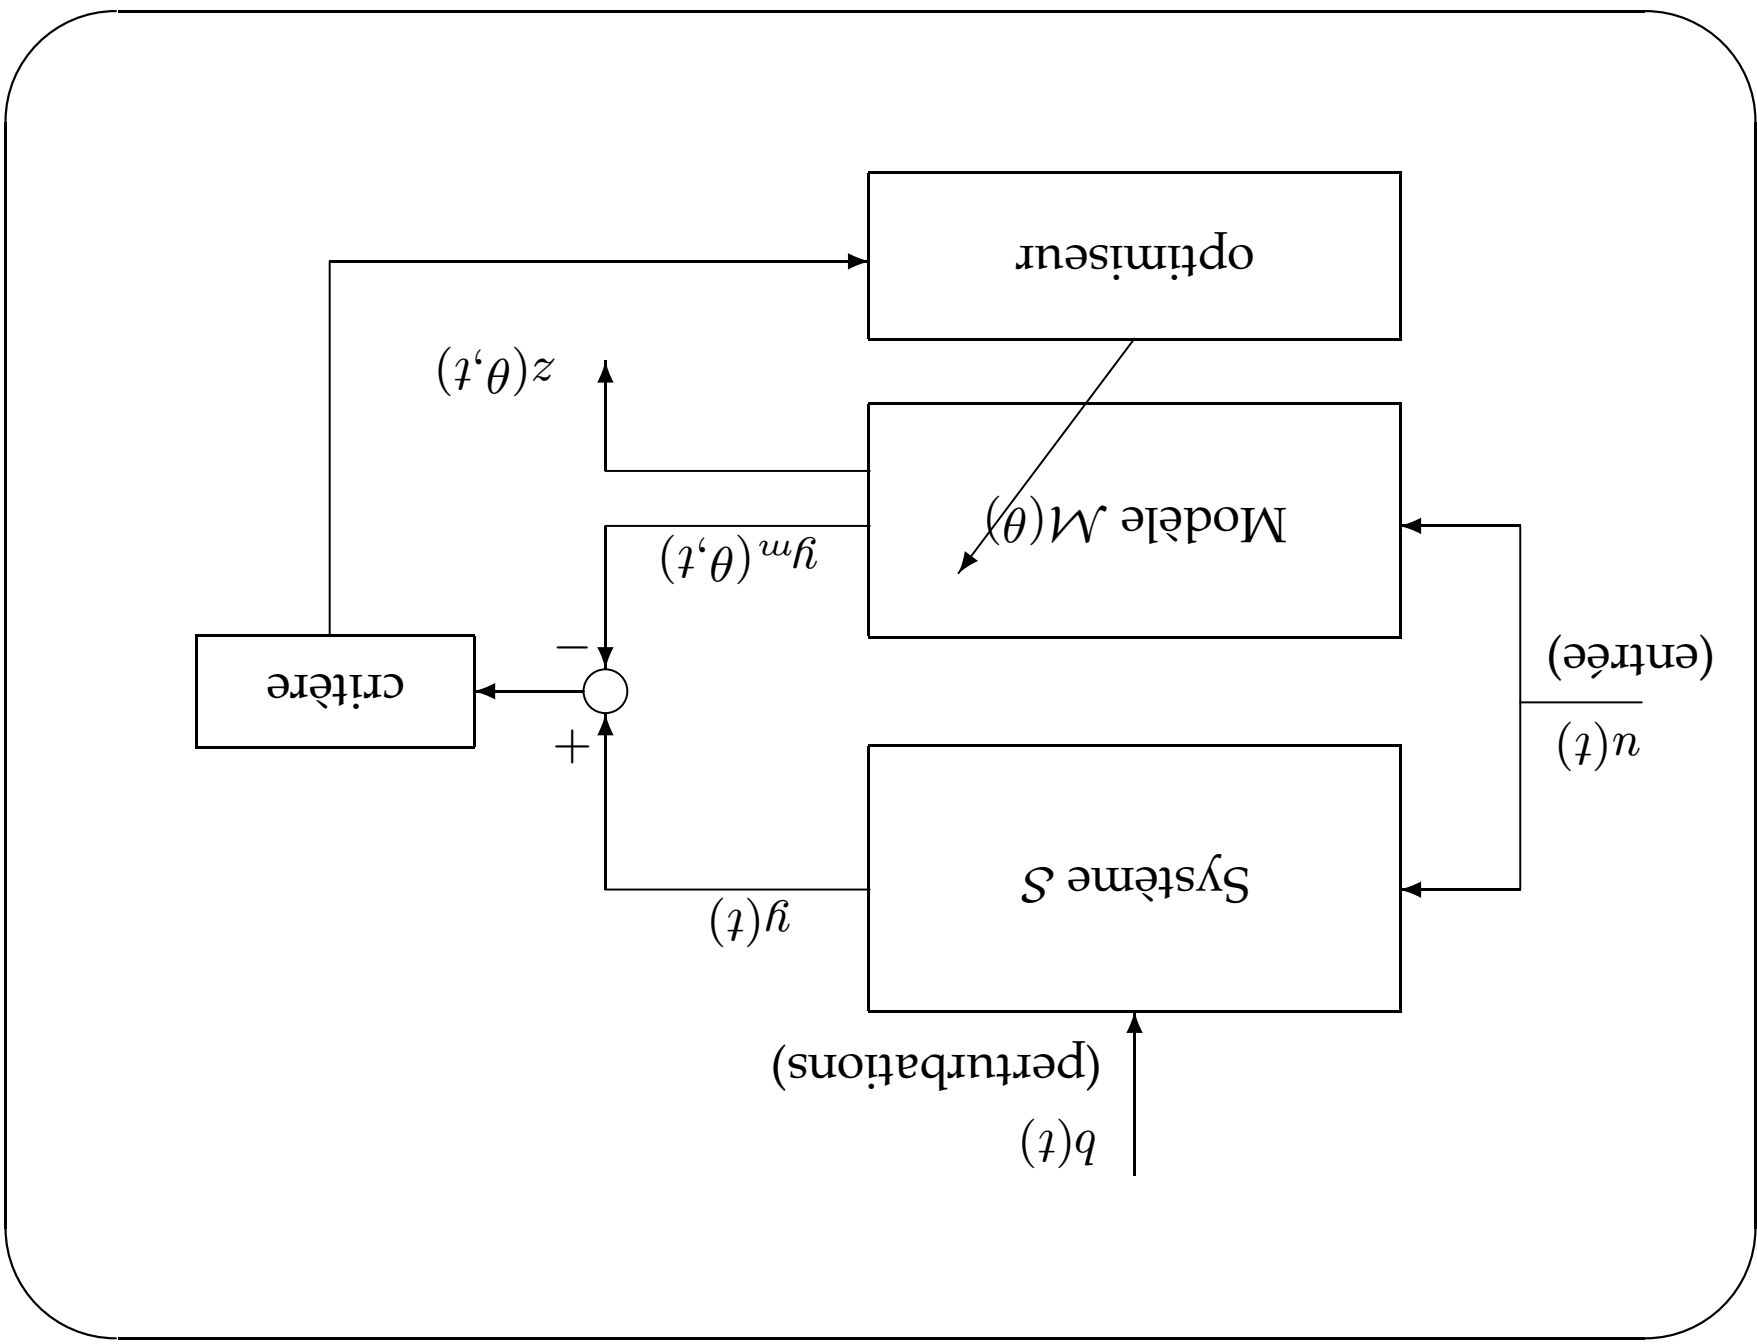 b(t)
(perturbations)
Système 𝒮
y(t)
u(t)
(entrée)
+
−
critère
Modèle ℳ(θ)
y_m(θ,t)
z(θ,t)
optimiseur